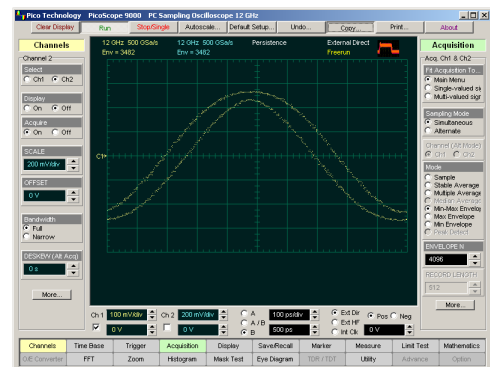 Pico Technology PicoScope 9000 PC Sampling Oscilloscope 12 GHz
Clear Display Run Stop/Single Autoscale... Default Setup... Undo... Copy... Print... About
Channels
Channel 2
Select
Ch1 Ch2
Display
On Off
Acquire
On Off
SCALE
200 mV/div
OFFSET
0 V
Bandwidth
Full
Narrow
DESKEW (Alt Acq)
0 s
More...
12 GHz 500 GSa/s 12 GHz 500 GSa/s Persistence External Direct
Env = 3482 Env = 3482 Freerun
C1
Ch 1 100 mV/div Ch 2 200 mV/div A 100 ps/div Ext Dir Pos Neg
A / B Ext HF
0 V 0 V B 500 ps Int Clk 0 V
Acquisition
Acq. Ch1 & Ch2
Fit Acquisition To...
Main Menu
Single-valued si
Multi-valued sigr
Sampling Mode
Simultaneous
Alternate
Channel (Alt Mode)
Ch1 Ch2
Mode
Sample
Stable Average
Multiple Average
Median Average
Min-Max Envelop
Max Envelope
Min Envelope
Peak Detect
ENVELOPE N
4096
RECORD LENGTH
512
More...
Channels Time Base Trigger Acquisition Display Save/Recall Marker Measure Limit Test Mathematics
O/E Converter FFT Zoom Histogram Mask Test Eye Diagram TDR / TDT Utility Advance Option